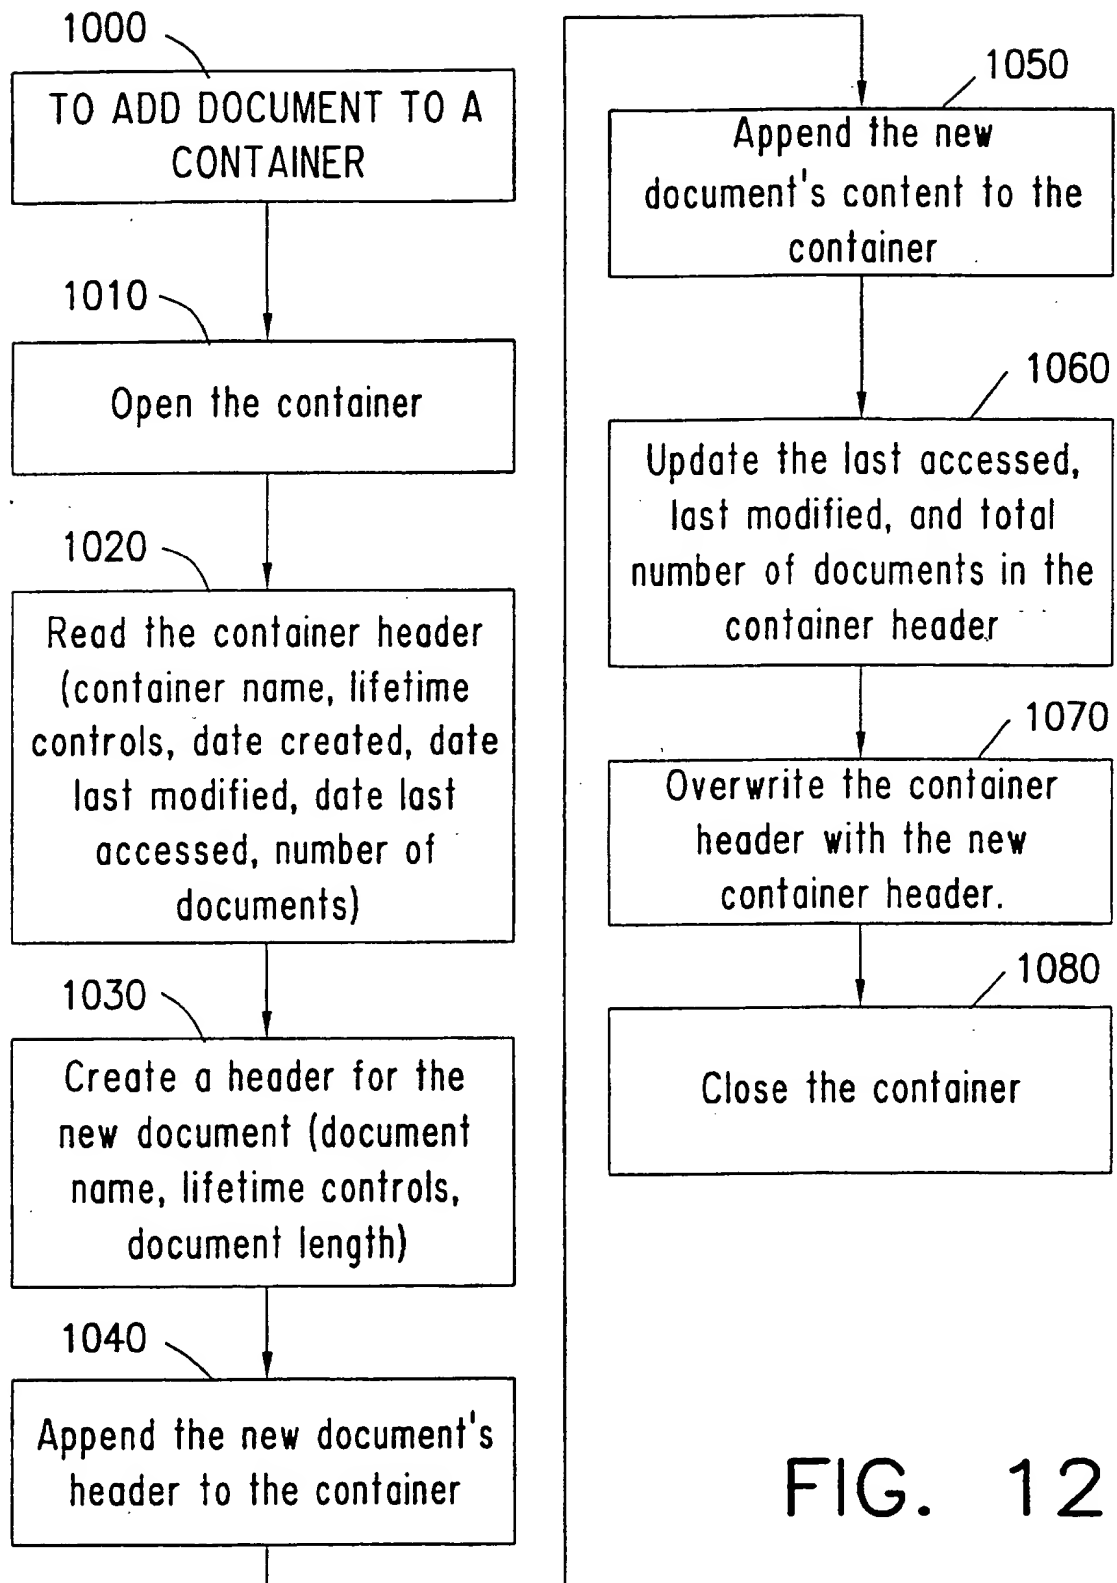 1000
TO ADD DOCUMENT TO A
CONTAINER
1010
Open the container
1020
Read the container header
(container name, lifetime
controls, date created, date
last modified, date last
accessed, number of
documents)
1030
Create a header for the
new document (document
name, lifetime controls,
document length)
1040
Append the new document's
header to the container
1050
Append the new
document's content to the
container
1060
Update the last accessed,
last modified, and total
number of documents in the
container header
1070
Overwrite the container
header with the new
container header.
1080
Close the container
FIG. 12